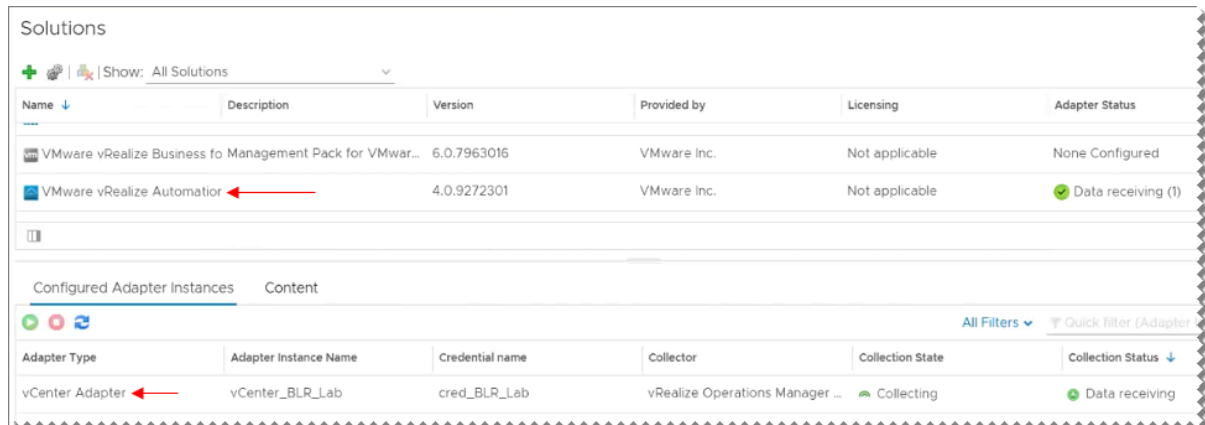 Solutions
Show: All Solutions
Name Description Version Provided by Licensing Adapter Status
vm VMware vRealize Business fo Management Pack for VMwar... 6.0.7963016 VMware Inc. Not applicable None Configured
VMware vRealize Automation 4.0.9272301 VMware Inc. Not applicable Data receiving (1)
Configured Adapter Instances Content
All Filters Quick filter (Adapter
Adapter Type Adapter Instance Name Credential name Collector Collection State Collection Status
vCenter Adapter vCenter_BLR_Lab cred_BLR_Lab vRealize Operations Manager ... Collecting Data receiving